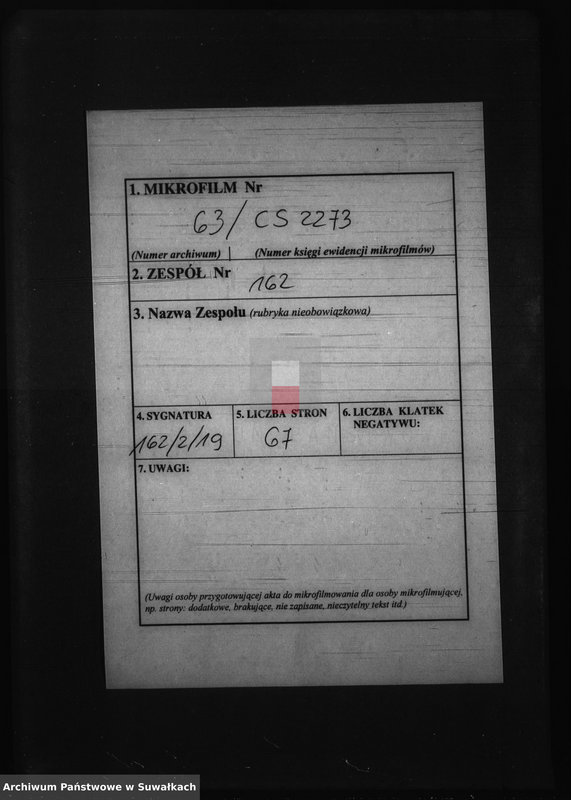 1. MIKROFILM Nr
63/CS 2273
(Numer archiwum) (Numer księgi ewidencji mikrofilmów)
2. ZESPÓŁ Nr
162
3. Nazwa Zespołu (rubryka nieobowiązkowa)
4. SYGNATURA
162/2/19
5. LICZBA STRON
67
6. LICZBA KLATEK
NEGATYWU:
7. UWAGI:
(Uwagi osoby przygotowującej akta do mikrofilmowania dla osoby mikrofilmującej,
np. strony: dodatkowe, brakujące, nie zapisane, nieczytelny tekst itd.)
Archiwum Państwowe w Suwałkach